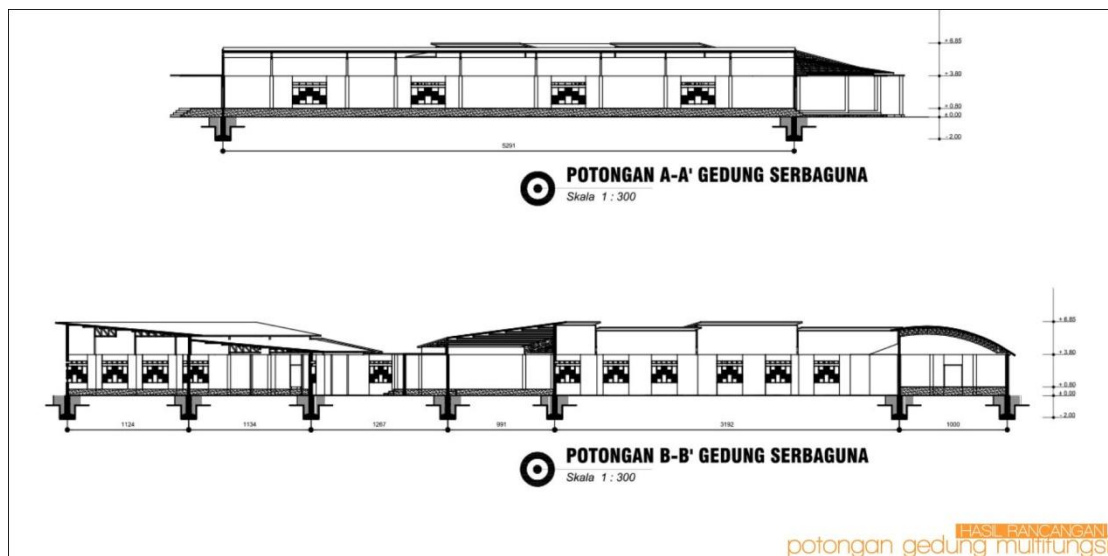 + 6.85
+ 3.80
+ 0.80
± 0.00
- 2.00
5291
POTONGAN A-A' GEDUNG SERBAGUNA
Skala 1 : 300
+ 6.85
+ 3.80
+ 0.80
± 0.00
- 2.00
1124 1134 1267 991 3192 1000
POTONGAN B-B' GEDUNG SERBAGUNA
Skala 1 : 300
HASIL RANCANGAN
potongan gedung multifungsi